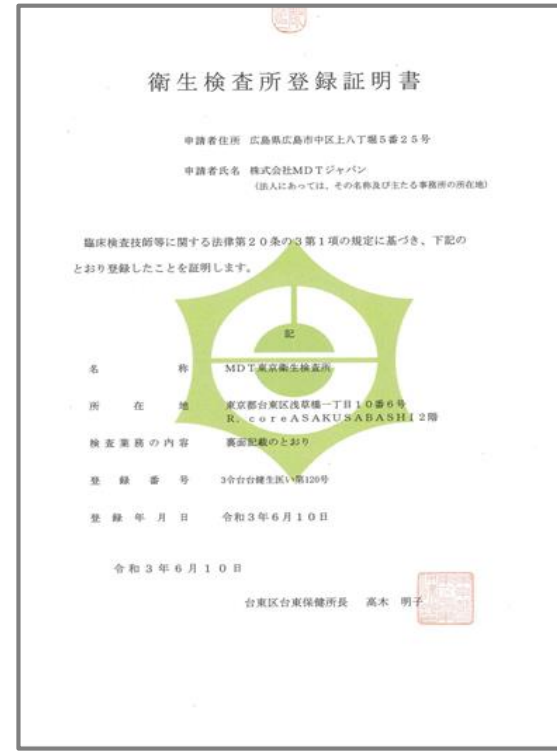 衛生検査所登録証明書
申請者住所 広島県広島市中区上八丁堀5番25号
申請者氏名 株式会社MDTジャパン
(法人にあっては、その名称及び主たる事務所の所在地)
臨床検査技師等に関する法律第20条の3第1項の規定に基づき、下記の
とおり登録したことを証明します。
記
名称 MDT東京衛生検査所
所在地 東京都台東区浅草橋一丁目10番6号
R.coreASAKUSABASHI2階
検査業務の内容 裏面記載のとおり
登録番号 3令台台健生医い第120号
登録年月日 令和3年6月10日
令和3年6月10日
台東区台東保健所長 高木 明子